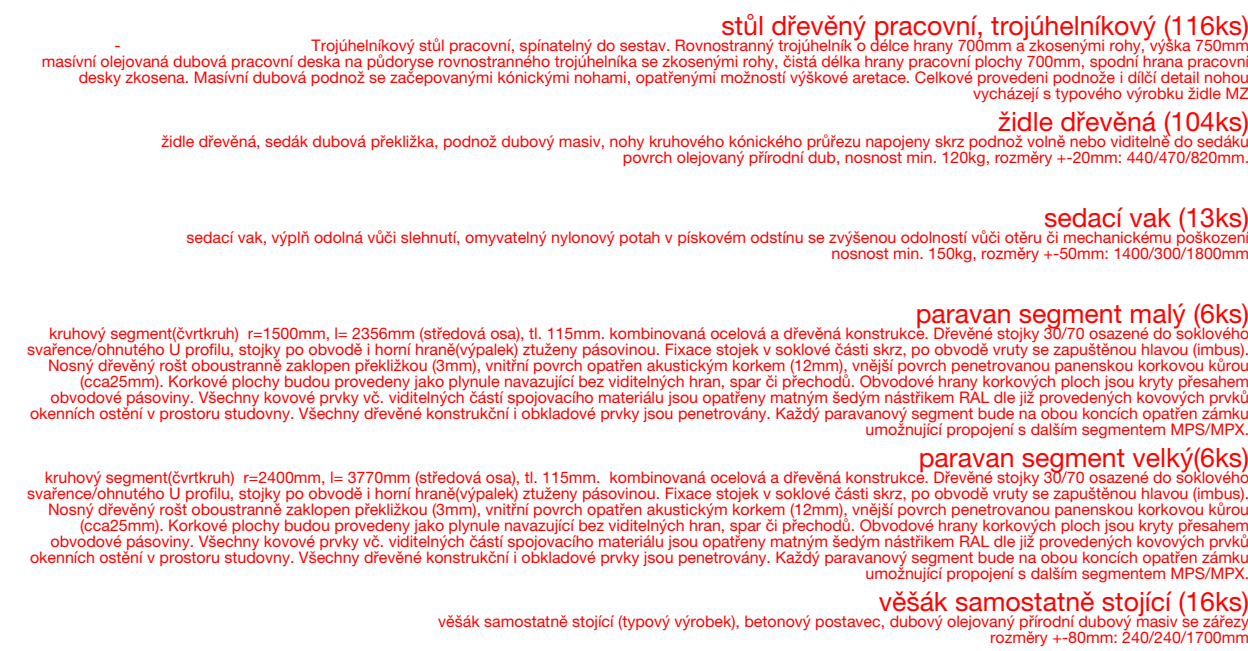 stůl dřevěný pracovní, trojúhelníkový (116ks)
- Trojúhelníkový stůl pracovní, spínatelný do sestav. Rovnostranný trojúhelník o délce hrany 700mm a zkosenými rohy, výška 750mm
masívní olejovaná dubová pracovní deska na půdoryse rovnostranného trojúhelníka se zkosenými rohy, čistá délka hrany pracovní plochy 700mm, spodní hrana pracovní
desky zkosena. Masívní dubová podnož se začepovanými kónickými nohami, opatřenými možností výškové aretace. Celkové provedeni podnože i dílčí detail nohou
vycházejí s typového výrobku židle MZ
židle dřevěná (104ks)
židle dřevěná, sedák dubová překližka, podnož dubový masiv, nohy kruhového kónického průřezu napojeny skrz podnož volně nebo viditelně do sedáku
povrch olejovaný přírodní dub, nosnost min. 120kg, rozměry +-20mm: 440/470/820mm.
sedací vak (13ks)
sedací vak, výplň odolná vůči slehnutí, omyvatelný nylonový potah v pískovém odstínu se zvýšenou odolností vůči otěru či mechanickému poškození
nosnost min. 150kg, rozměry +-50mm: 1400/300/1800mm
paravan segment malý (6ks)
kruhový segment(čvrtkruh) r=1500mm, l= 2356mm (středová osa), tl. 115mm. kombinovaná ocelová a dřevěná konstrukce. Dřevěné stojky 30/70 osazené do soklového
svařence/ohnutého U profilu, stojky po obvodě i horní hraně(výpalek) ztuženy pásovinou. Fixace stojek v soklové části skrz, po obvodě vruty se zapuštěnou hlavou (imbus).
Nosný dřevěný rošt oboustranně zaklopen překližkou (3mm), vnitřní povrch opatřen akustickým korkem (12mm), vnější povrch penetrovanou panenskou korkovou kůrou
(cca25mm). Korkové plochy budou provedeny jako plynule navazující bez viditelných hran, spar či přechodů. Obvodové hrany korkových ploch jsou kryty přesahem
obvodové pásoviny. Všechny kovové prvky vč. viditelných částí spojovacího materiálu jsou opatřeny matným šedým nástřikem RAL dle již provedených kovových prvků
okenních ostění v prostoru studovny. Všechny dřevěné konstrukční i obkladové prvky jsou penetrovány. Každý paravanový segment bude na obou koncích opatřen zámku
umožnující propojení s dalším segmentem MPS/MPX.
paravan segment velký(6ks)
kruhový segment(čvrtkruh) r=2400mm, l= 3770mm (středová osa), tl. 115mm. kombinovaná ocelová a dřevěná konstrukce. Dřevěné stojky 30/70 osazené do soklového
svařence/ohnutého U profilu, stojky po obvodě i horní hraně(výpalek) ztuženy pásovinou. Fixace stojek v soklové části skrz, po obvodě vruty se zapuštěnou hlavou (imbus).
Nosný dřevěný rošt oboustranně zaklopen překližkou (3mm), vnitřní povrch opatřen akustickým korkem (12mm), vnější povrch penetrovanou panenskou korkovou kůrou
(cca25mm). Korkové plochy budou provedeny jako plynule navazující bez viditelných hran, spar či přechodů. Obvodové hrany korkových ploch jsou kryty přesahem
obvodové pásoviny. Všechny kovové prvky vč. viditelných částí spojovacího materiálu jsou opatřeny matným šedým nástřikem RAL dle již provedených kovových prvků
okenních ostění v prostoru studovny. Všechny dřevěné konstrukční i obkladové prvky jsou penetrovány. Každý paravanový segment bude na obou koncích opatřen zámku
umožnující propojení s dalším segmentem MPS/MPX.
věšák samostatně stojící (16ks)
věšák samostatně stojící (typový výrobek), betonový postavec, dubový olejovaný přírodní dubový masiv se zářezy
rozměry +-80mm: 240/240/1700mm